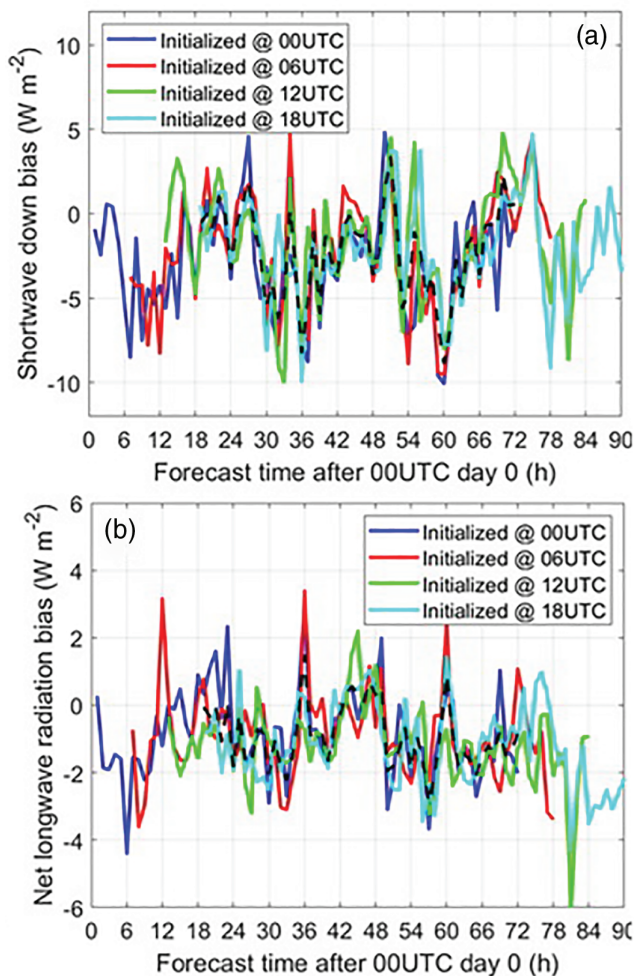 (a)
Initialized @ 00UTC
Initialized @ 06UTC
Initialized @ 12UTC
Initialized @ 18UTC
Shortwave down bias (W m-2)
10
5
0
-5
-10
0 6 12 18 24 30 36 42 48 54 60 66 72 78 84 90
Forecast time after 00UTC day 0 (h)
(b)
Initialized @ 00UTC
Initialized @ 06UTC
Initialized @ 12UTC
Initialized @ 18UTC
Net longwave radiation bias (W m-2)
6
4
2
0
-2
-4
-6
0 6 12 18 24 30 36 42 48 54 60 66 72 78 84 90
Forecast time after 00UTC day 0 (h)